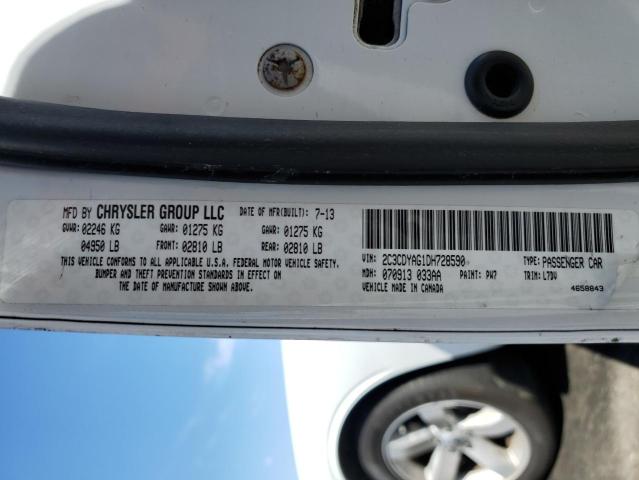 MFD BY CHRYSLER GROUP LLC DATE OF MFR(BUILT): 7-13
GVWR: 02246 KG GAWR: 01275 KG GAWR: 01275 KG
04950 LB FRONT: 02810 LB REAR: 02810 LB
THIS VEHICLE CONFORMS TO ALL APPLICABLE U.S.A. FEDERAL MOTOR VEHICLE SAFETY,
BUMPER AND THEFT PREVENTION STANDARDS IN EFFECT ON
THE DATE OF MANUFACTURE SHOWN ABOVE.
VIN: 2C3CDYAG1DH728590 TYPE: PASSENGER CAR
MDH: 070913 033AA PAINT: PW7 TRIM: L7DV
VEHICLE MADE IN CANADA 4658843